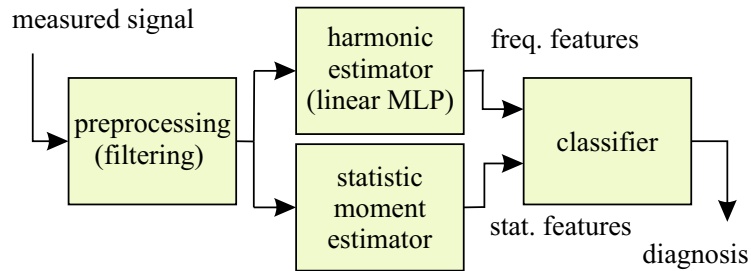 measured signal
preprocessing
(filtering)
harmonic
estimator
(linear MLP)
statistic
moment
estimator
freq. features
stat. features
classifier
diagnosis